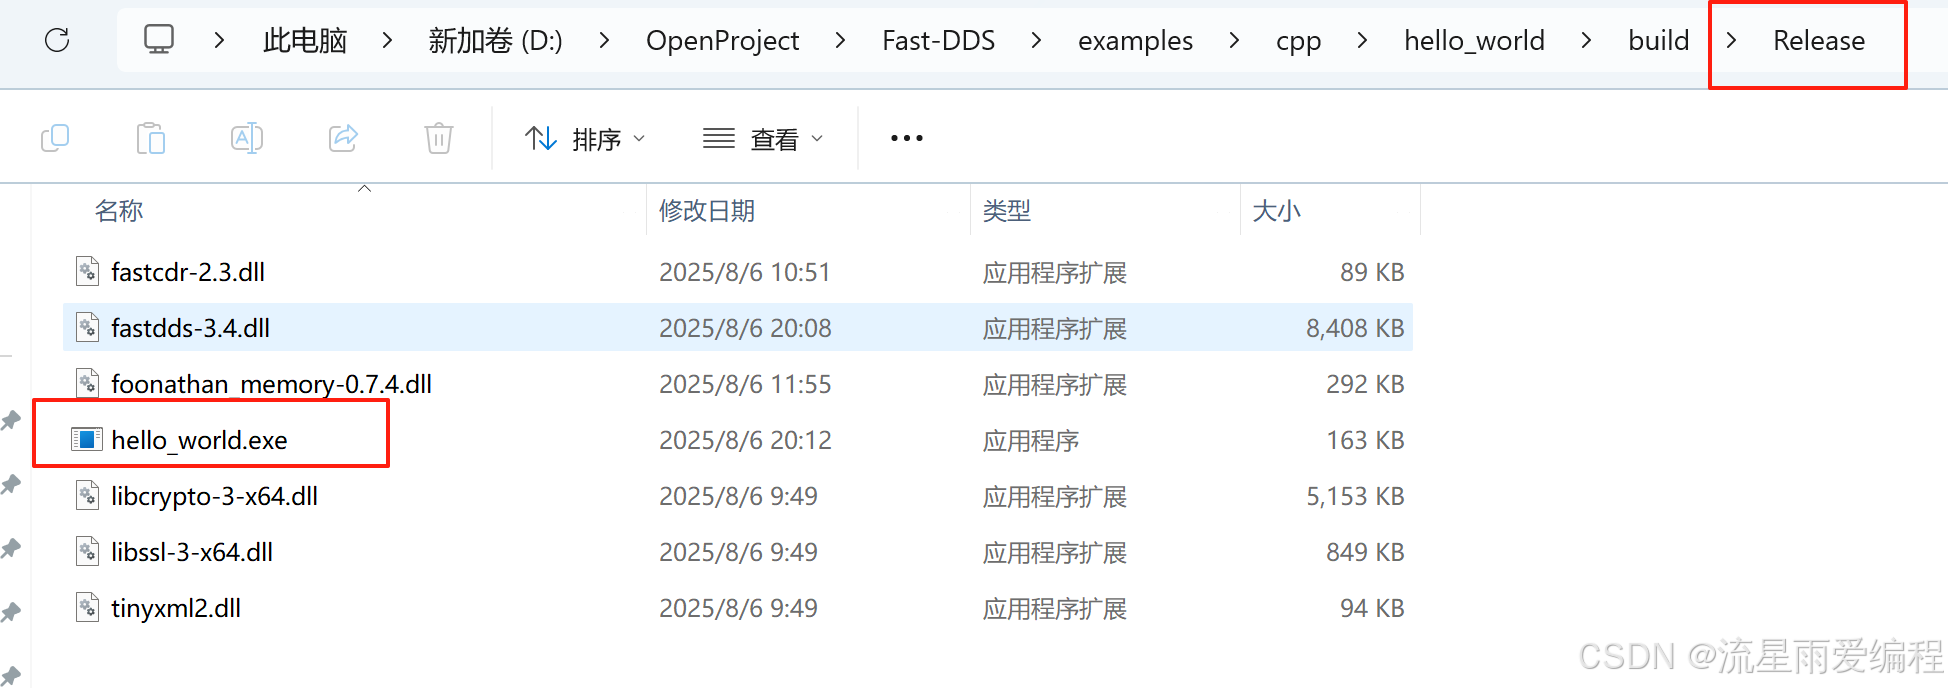 此电脑 新加卷 (D:) OpenProject Fast-DDS examples cpp hello_world build Release
排序 查看
名称 修改日期 类型 大小
fastcdr-2.3.dll 2025/8/6 10:51 应用程序扩展 89 KB
fastdds-3.4.dll 2025/8/6 20:08 应用程序扩展 8,408 KB
foonathan_memory-0.7.4.dll 2025/8/6 11:55 应用程序扩展 292 KB
hello_world.exe 2025/8/6 20:12 应用程序 163 KB
libcrypto-3-x64.dll 2025/8/6 9:49 应用程序扩展 5,153 KB
libssl-3-x64.dll 2025/8/6 9:49 应用程序扩展 849 KB
tinyxml2.dll 2025/8/6 9:49 应用程序扩展 94 KB
CSDN @流星雨爱编程